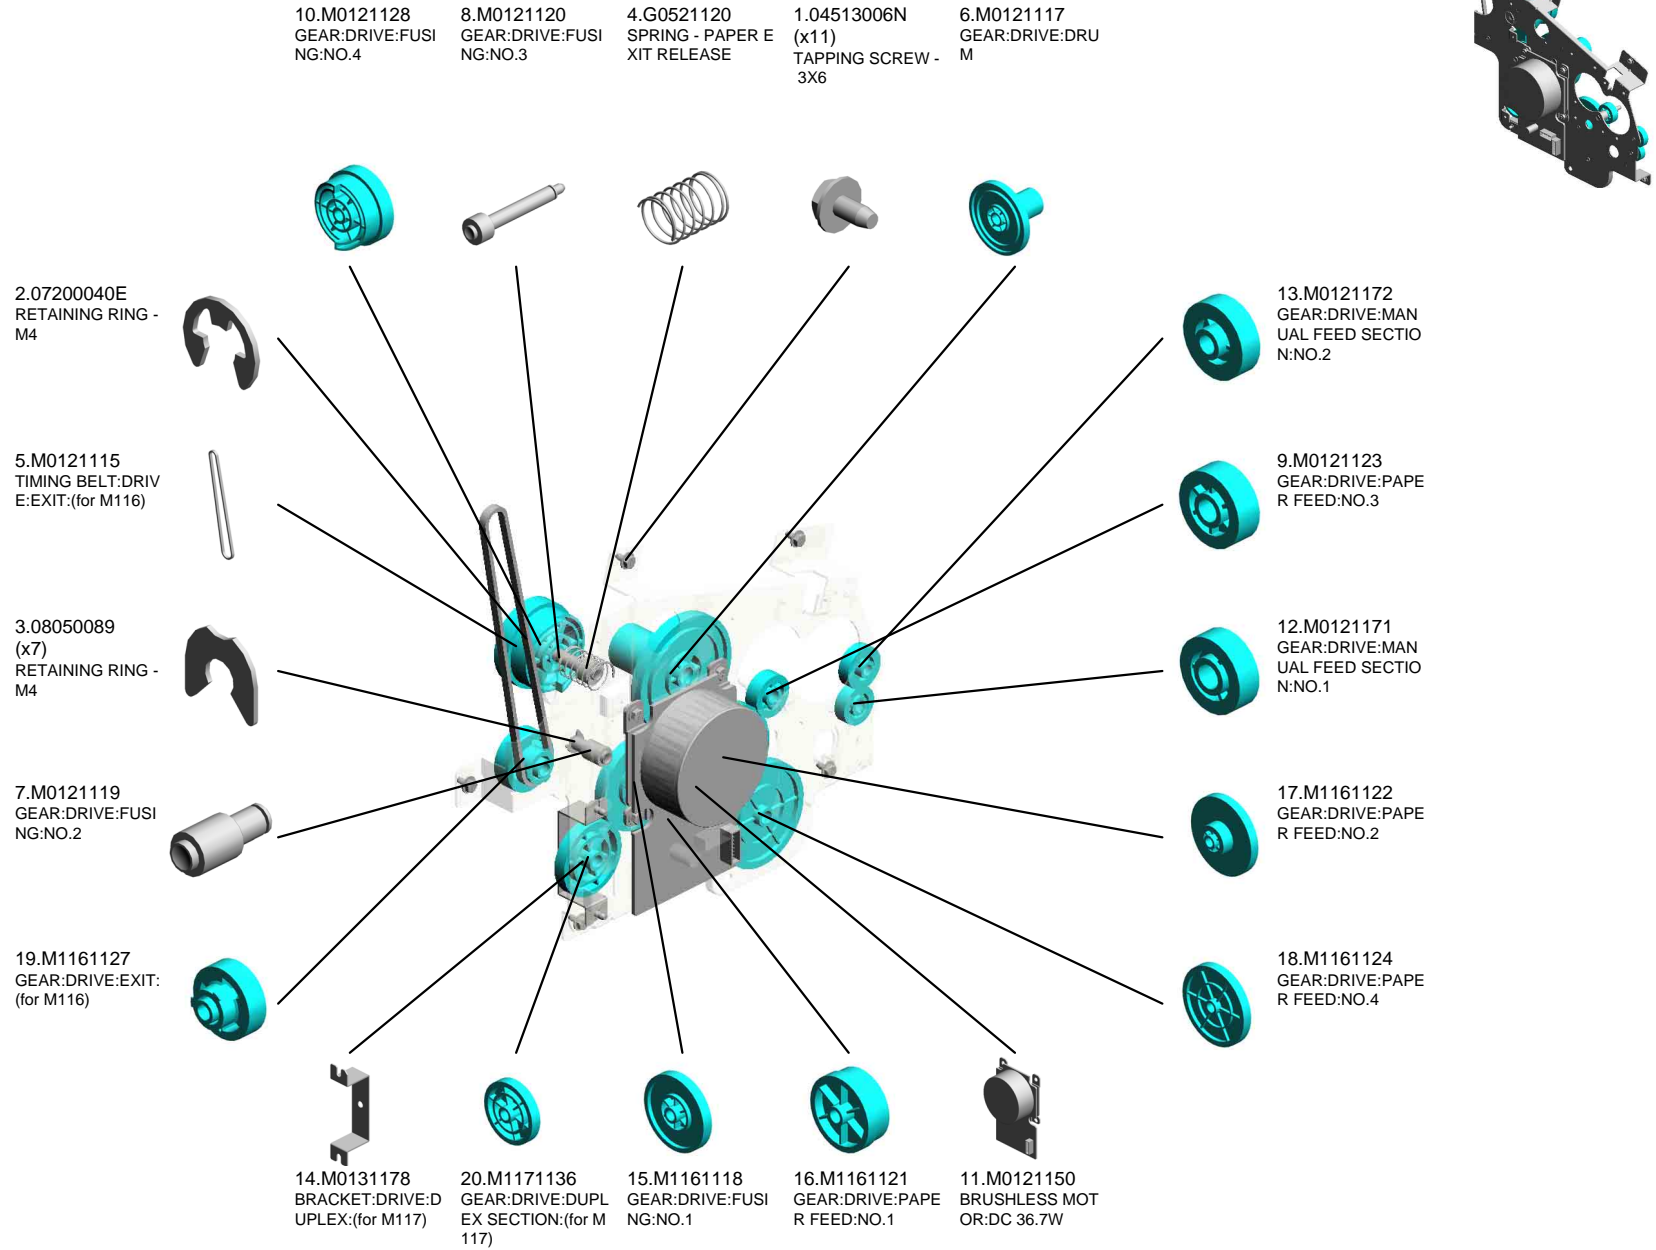 10.M0121128
GEAR:DRIVE:FUSI
NG:NO.4
8.M0121120
GEAR:DRIVE:FUSI
NG:NO.3
4.G0521120
SPRING - PAPER E
XIT RELEASE
1.04513006N
(x11)
TAPPING SCREW -
3X6
6.M0121117
GEAR:DRIVE:DRU
M
2.07200040E
RETAINING RING -
M4
13.M0121172
GEAR:DRIVE:MAN
UAL FEED SECTIO
N:NO.2
5.M0121115
TIMING BELT:DRIV
E:EXIT:(for M116)
9.M0121123
GEAR:DRIVE:PAPE
R FEED:NO.3
3.08050089
(x7)
RETAINING RING -
M4
12.M0121171
GEAR:DRIVE:MAN
UAL FEED SECTIO
N:NO.1
7.M0121119
GEAR:DRIVE:FUSI
NG:NO.2
17.M1161122
GEAR:DRIVE:PAPE
R FEED:NO.2
19.M1161127
GEAR:DRIVE:EXIT:
(for M116)
18.M1161124
GEAR:DRIVE:PAPE
R FEED:NO.4
14.M0131178
BRACKET:DRIVE:D
UPLEX:(for M117)
20.M1171136
GEAR:DRIVE:DUPL
EX SECTION:(for M
117)
15.M1161118
GEAR:DRIVE:FUSI
NG:NO.1
16.M1161121
GEAR:DRIVE:PAPE
R FEED:NO.1
11.M0121150
BRUSHLESS MOT
OR:DC 36.7W